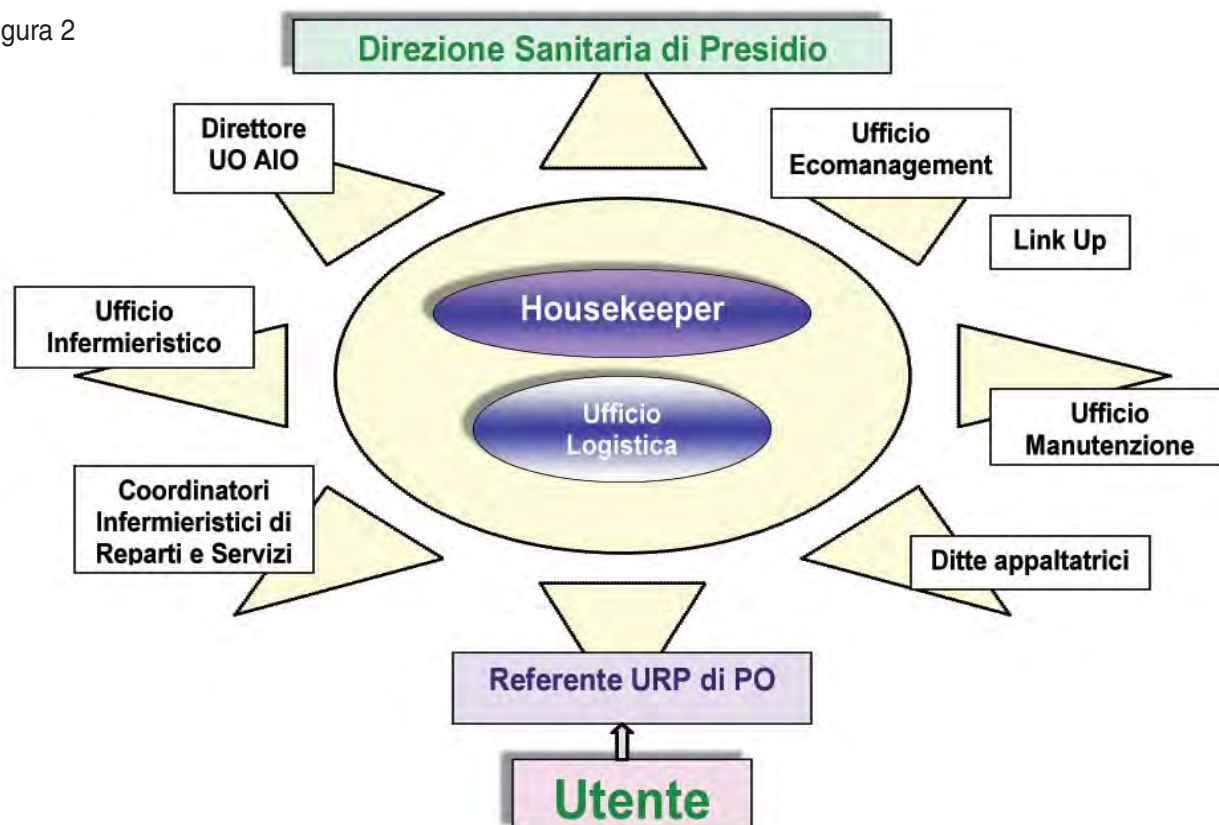 gura 2
Direzione Sanitaria di Presidio
Direttore
UO AIO
Ufficio
Ecomanagement
Link Up
Ufficio
Infermieristico
Housekeeper
Ufficio
Logistica
Ufficio
Manutenzione
Coordinatori
Infermieristici di
Reparti e Servizi
Ditte appaltatrici
Referente URP di PO
Utente